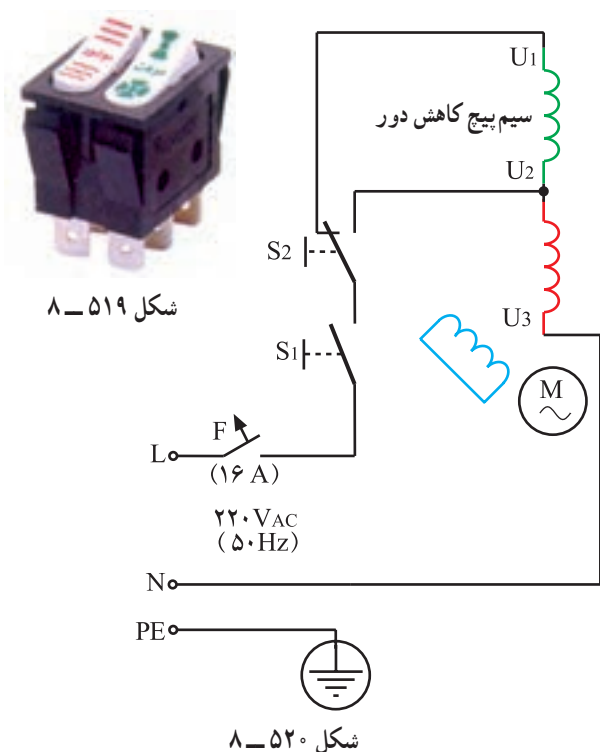 شکل ۵۱۹ ــ ۸
U1
سیم پیچ کاهش دور
U2
S2
U3
S1
M
F
L
(۱۶ A)
۲۲۰VAC
(۵۰Hz)
N
PE
شکل ۵۲۰ ــ ۸